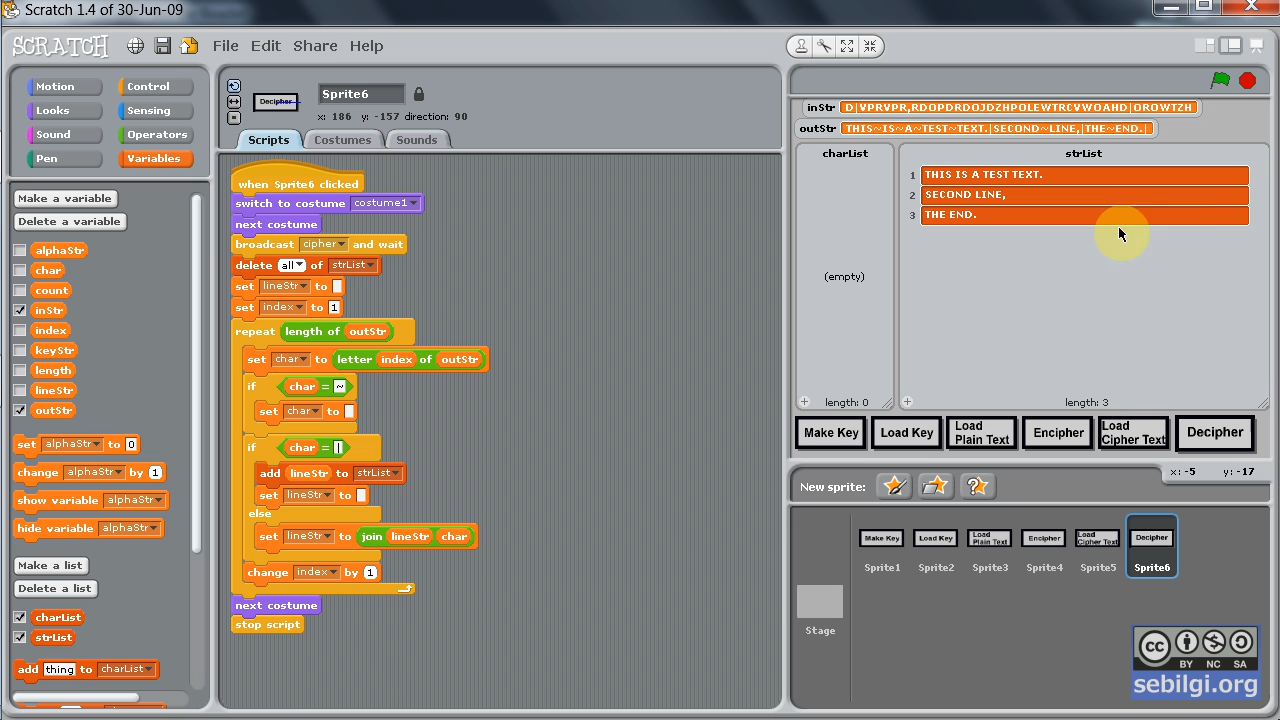 Scratch 1.4 of 30-Jun-09
SCRATCH File Edit Share Help
Motion Control
Looks Sensing
Sound Operators
Pen Variables
Make a variable
Delete a variable
alphaStr
char
count
inStr
index
keyStr
length
lineStr
outStr
set alphaStr to 0
change alphaStr by 1
show variable alphaStr
hide variable alphaStr
Make a list
Delete a list
charList
strList
add thing to charList
Decipher
Sprite6
x: 186 y: -157 direction: 90
Scripts Costumes Sounds
when Sprite6 clicked
switch to costume costume1
next costume
broadcast cipher and wait
delete all of strList
set lineStr to
set index to 1
repeat length of outStr
set char to letter index of outStr
if char = ~
set char to
if char = |
add lineStr to strList
set lineStr to
else
set lineStr to join lineStr char
change index by 1
next costume
stop script
inStr D|VPRVPR,RDOPDRDOJDZHPOLEWTRCVWOAHD|OROWTZH
outStr THIS~IS~A~TEST~TEXT.|SECOND~LINE,|THE~END.|
charList
(empty)
+ length: 0
strList
1 THIS IS A TEST TEXT.
2 SECOND LINE,
3 THE END.
+ length: 3
Make Key
Load Key
Load
Plain Text
Encipher
Load
Cipher Text
Decipher
x: -5 y: -17
New sprite:
Make Key
Sprite1
Load Key
Sprite2
Load
Plain Text
Sprite3
Encipher
Sprite4
Load
Cipher Text
Sprite5
Decipher
Sprite6
Stage
cc BY NC SA
sebilgi.org